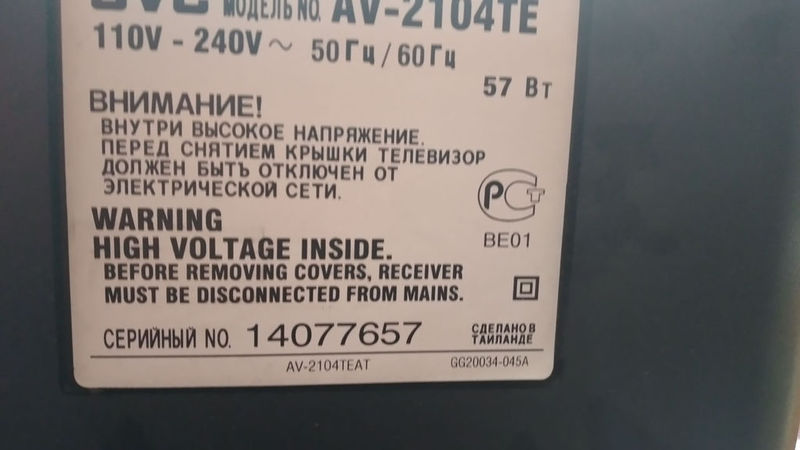 JVC МОДЕЛЬ NO. AV-2104TE
110V - 240V ~ 50Гц / 60Гц
57 Вт
ВНИМАНИЕ!
ВНУТРИ ВЫСОКОЕ НАПРЯЖЕНИЕ.
ПЕРЕД СНЯТИЕМ КРЫШКИ ТЕЛЕВИЗОР
ДОЛЖЕН БЫТЬ ОТКЛЮЧЕН ОТ
ЭЛЕКТРИЧЕСКОЙ СЕТИ.
РСТ
BE01
WARNING
HIGH VOLTAGE INSIDE.
BEFORE REMOVING COVERS, RECEIVER
MUST BE DISCONNECTED FROM MAINS.
СЕРИЙНЫЙ NO. 14077657
СДЕЛАНО В
ТАИЛАНДЕ
AV-2104TEAT
GG20034-045A